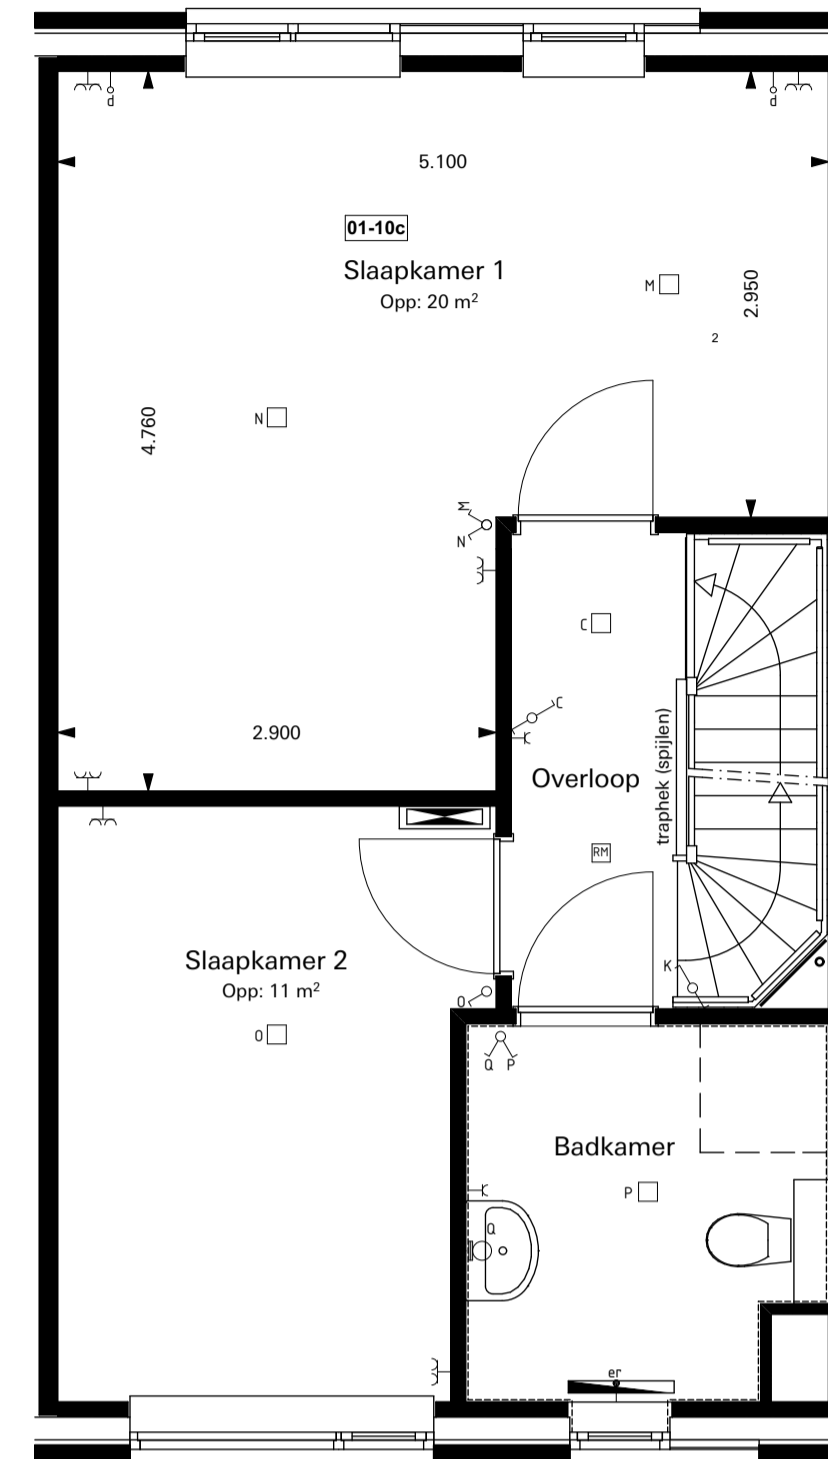 d
d
5.100
01-10c
Slaapkamer 1
Opp: 20 m²
M
2.950
2
N
4.760
M
N
C
C
K
2.900
Overloop
traphek (spijlen)
RM
Slaapkamer 2
Opp: 11 m²
K
O
O
Q P
Badkamer
K
P
Q
er